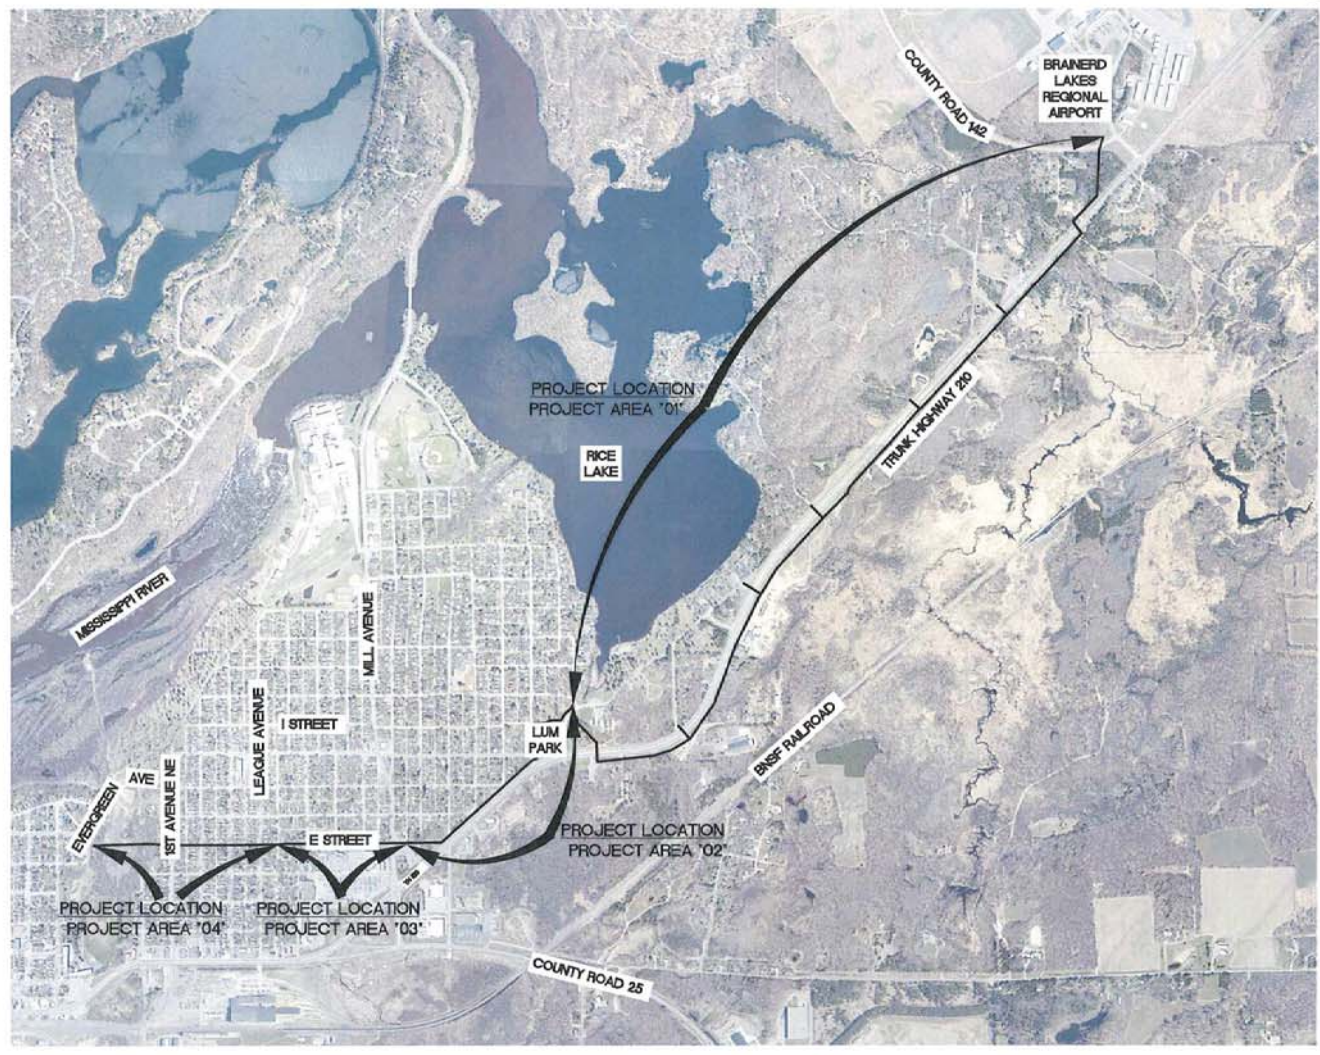 COUNTY ROAD 142
BRAINERD
LAKES
REGIONAL
AIRPORT
PROJECT LOCATION
PROJECT AREA "01"
TRUNK HIGHWAY 210
RICE
LAKE
MISSISSIPPI RIVER
MILL AVENUE
LEAGUE AVENUE
I STREET
LUM
PARK
BNSF RAILROAD
EVERGREEN
AVE
1ST AVENUE NE
E STREET
PROJECT LOCATION
PROJECT AREA "02"
PROJECT LOCATION
PROJECT AREA "04"
PROJECT LOCATION
PROJECT AREA "03"
COUNTY ROAD 25